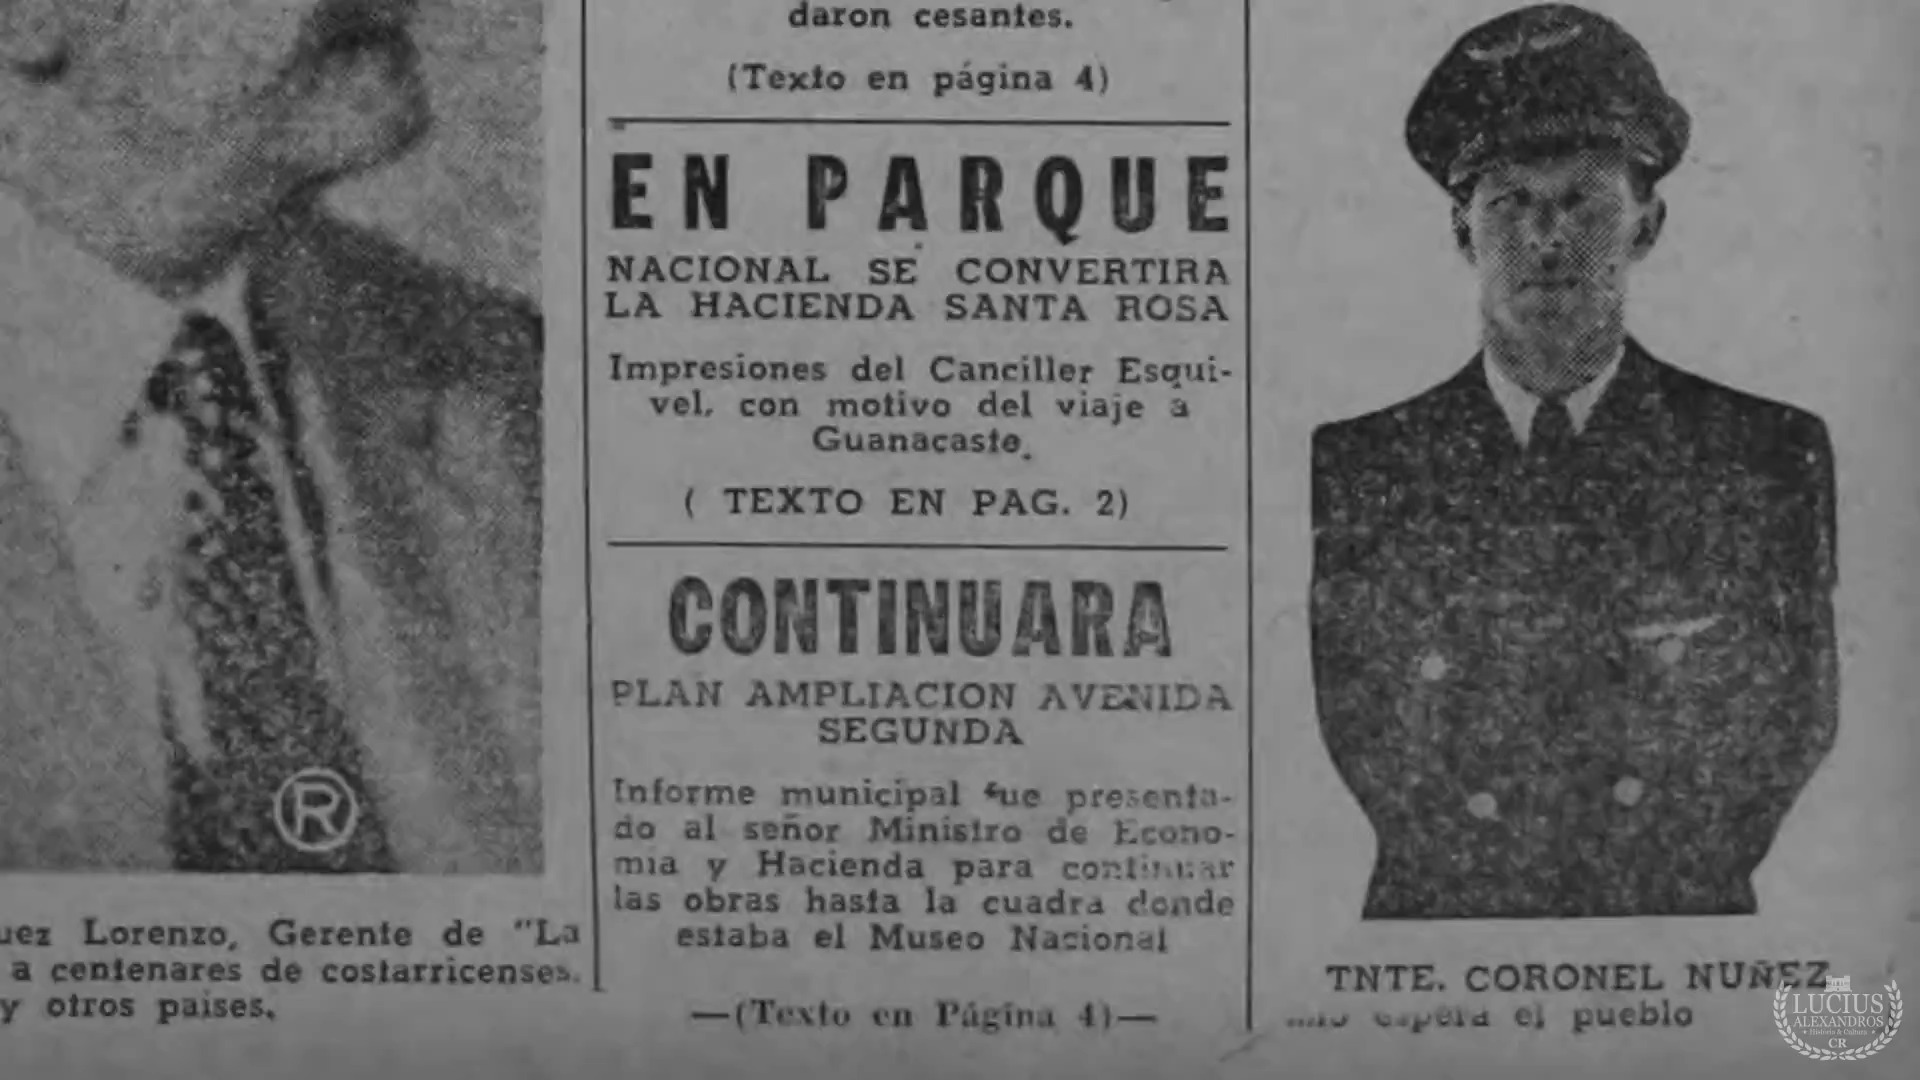 daron cesantes.
(Texto en página 4)
EN PARQUE
NACIONAL SE CONVERTIRA
LA HACIENDA SANTA ROSA
Impresiones del Canciller Esqui-
vel, con motivo del viaje a
Guanacaste.
( TEXTO EN PAG. 2)
CONTINUARA
PLAN AMPLIACION AVENIDA
SEGUNDA
Informe municipal fue presenta-
do al señor Ministro de Econo-
mia y Hacienda para continuar
las obras hasta la cuadra donde
estaba el Museo Nacional
—(Texto en Página 4)—
uez Lorenzo, Gerente de "La
a centenares de costarricenses.
y otros paises.
R
TNTE. CORONEL NUÑEZ
espera el pueblo
LUCIUS
ALEXANDROS
Historia & Cultura
CR